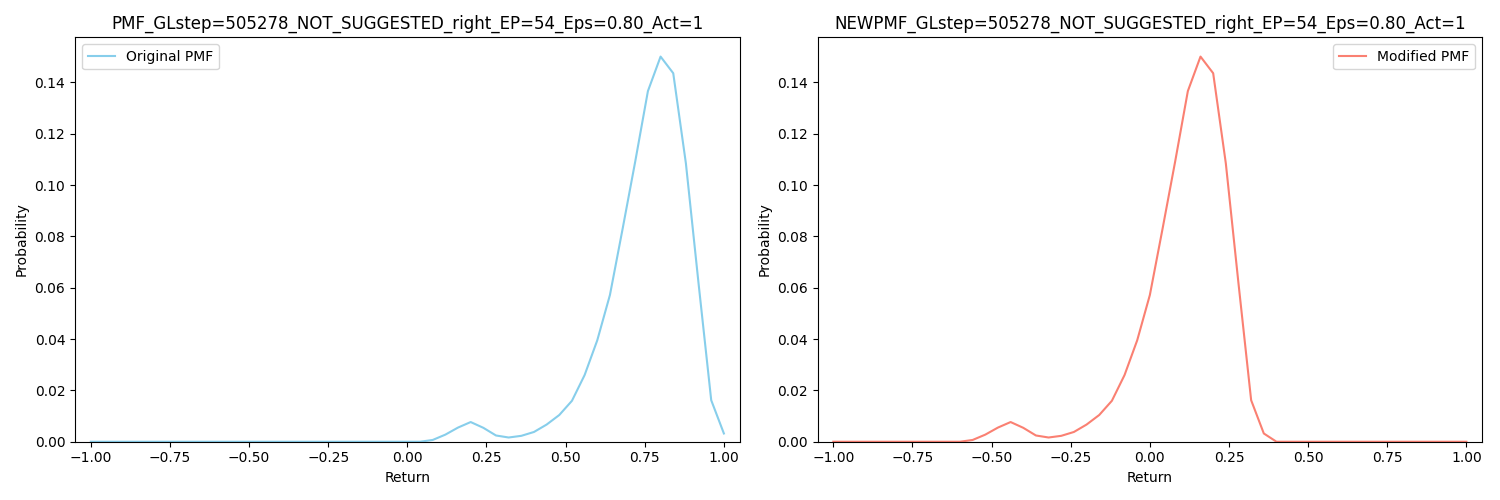 PMF_GLstep=505278_NOT_SUGGESTED_right_EP=54_Eps=0.80_Act=1
Original PMF
Probability
0.14
0.12
0.10
0.08
0.06
0.04
0.02
0.00
−1.00 −0.75 −0.50 −0.25 0.00 0.25 0.50 0.75 1.00
Return
NEWPMF_GLstep=505278_NOT_SUGGESTED_right_EP=54_Eps=0.80_Act=1
Modified PMF
Probability
0.14
0.12
0.10
0.08
0.06
0.04
0.02
0.00
−1.00 −0.75 −0.50 −0.25 0.00 0.25 0.50 0.75 1.00
Return